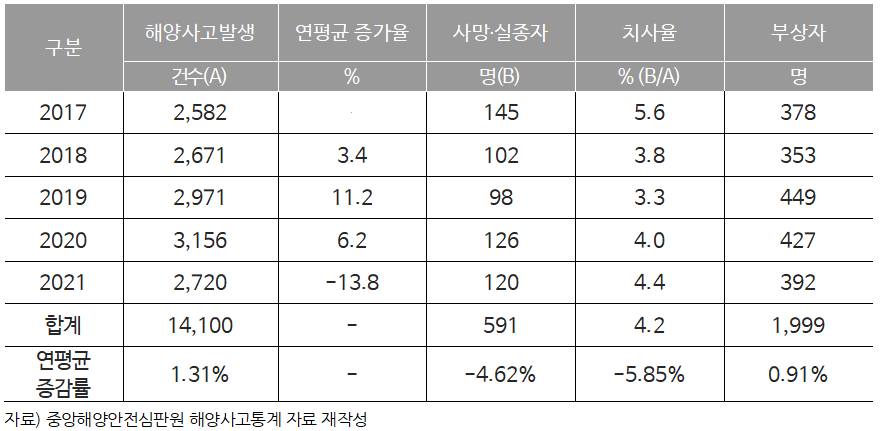 구분 해양사고발생 연평균 증가율 사망·실종자 치사율 부상자
건수(A) % 명(B) % (B/A) 명
2017 2,582 - 145 5.6 378
2018 2,671 3.4 102 3.8 353
2019 2,971 11.2 98 3.3 449
2020 3,156 6.2 126 4.0 427
2021 2,720 -13.8 120 4.4 392
합계 14,100 - 591 4.2 1,999
연평균
증감률 1.31% - -4.62% -5.85% 0.91%
자료) 중앙해양안전심판원 해양사고통계 자료 재작성